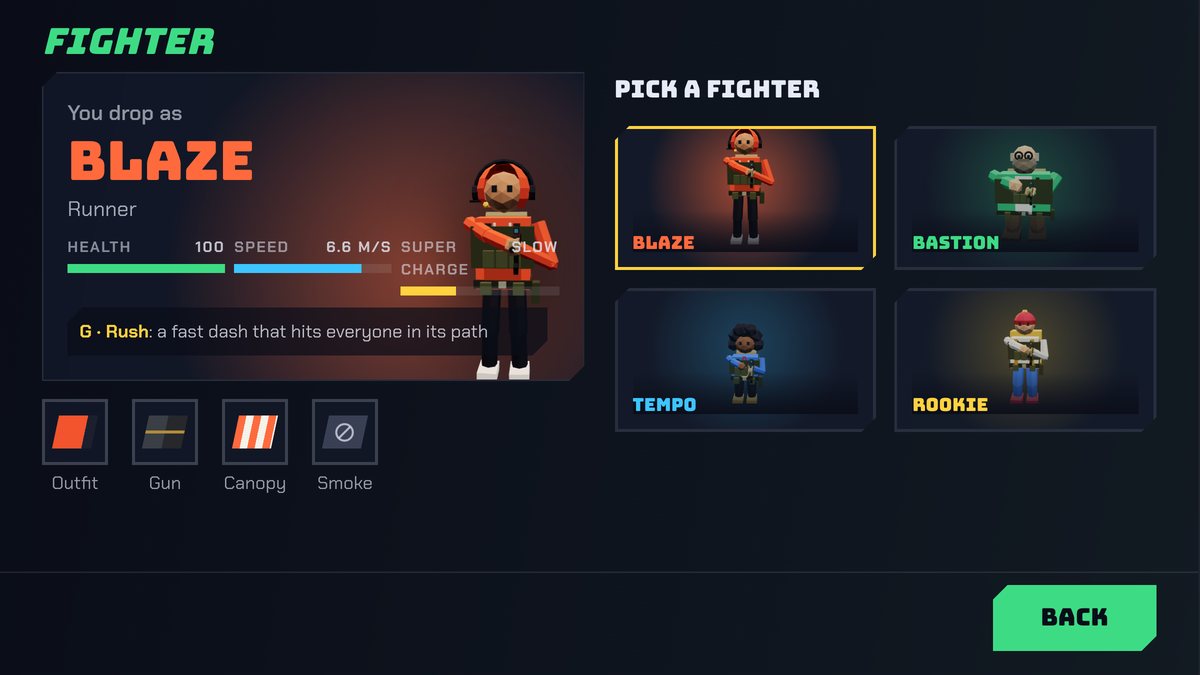 FIGHTER
You drop as
BLAZE
Runner
HEALTH 100 SPEED 6.6 M/S SUPER CHARGE SLOW
G · Rush: a fast dash that hits everyone in its path
Outfit Gun Canopy Smoke
PICK A FIGHTER
BLAZE
BASTION
TEMPO
ROOKIE
BACK